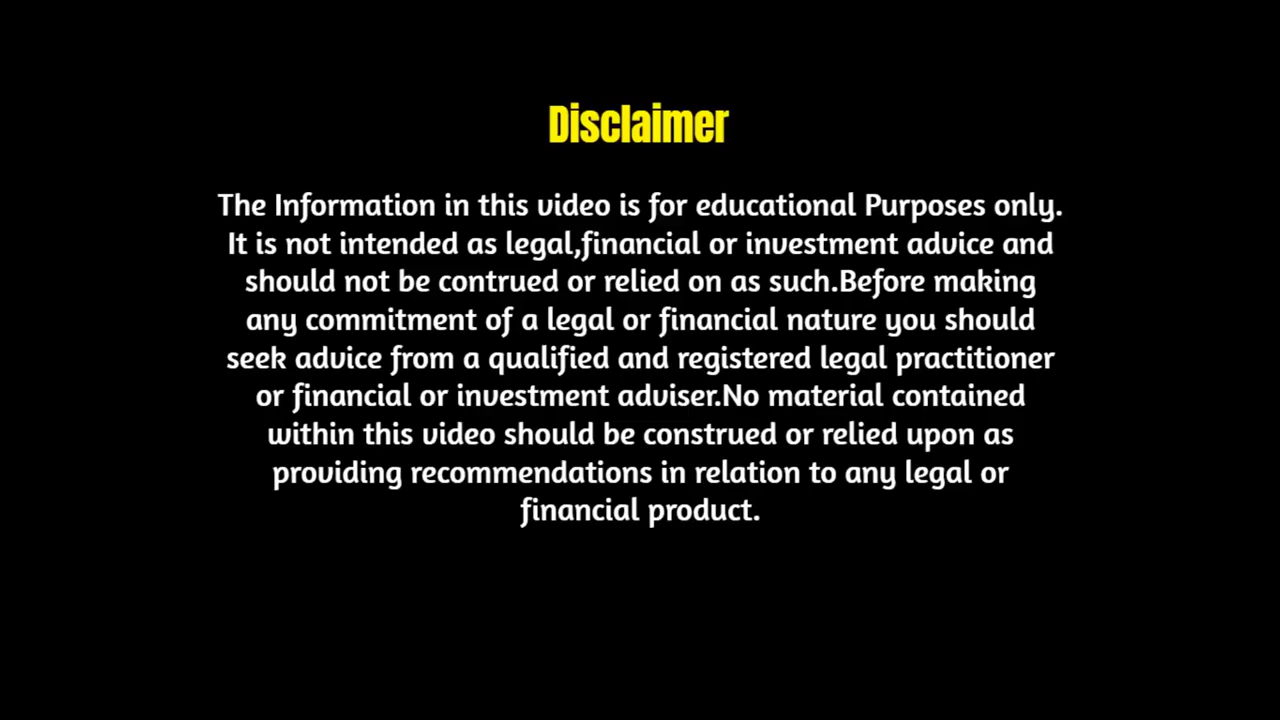 Disclaimer
The Information in this video is for educational Purposes only.
It is not intended as legal,financial or investment advice and
should not be contrued or relied on as such.Before making
any commitment of a legal or financial nature you should
seek advice from a qualified and registered legal practitioner
or financial or investment adviser.No material contained
within this video should be construed or relied upon as
providing recommendations in relation to any legal or
financial product.